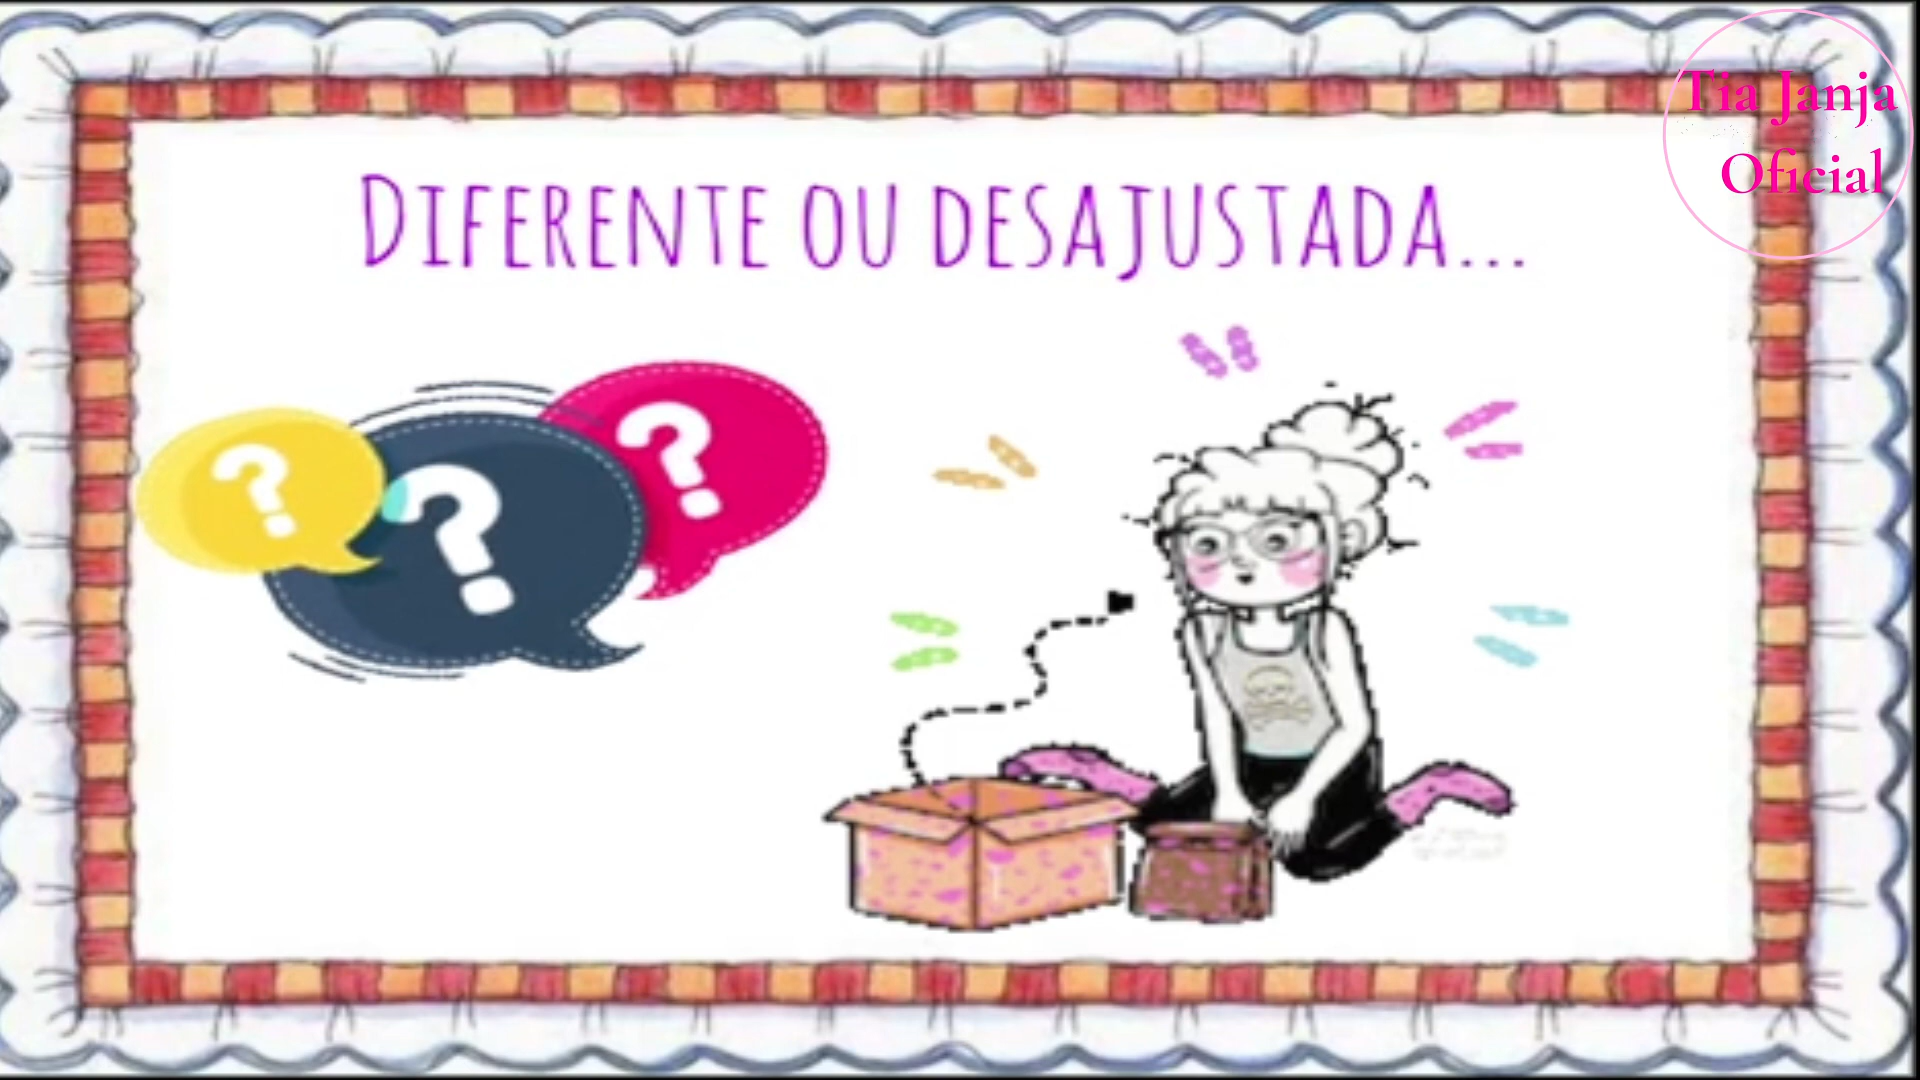 Tia Janja
Oficial
DIFERENTE OU DESAJUSTADA...
? ? ?